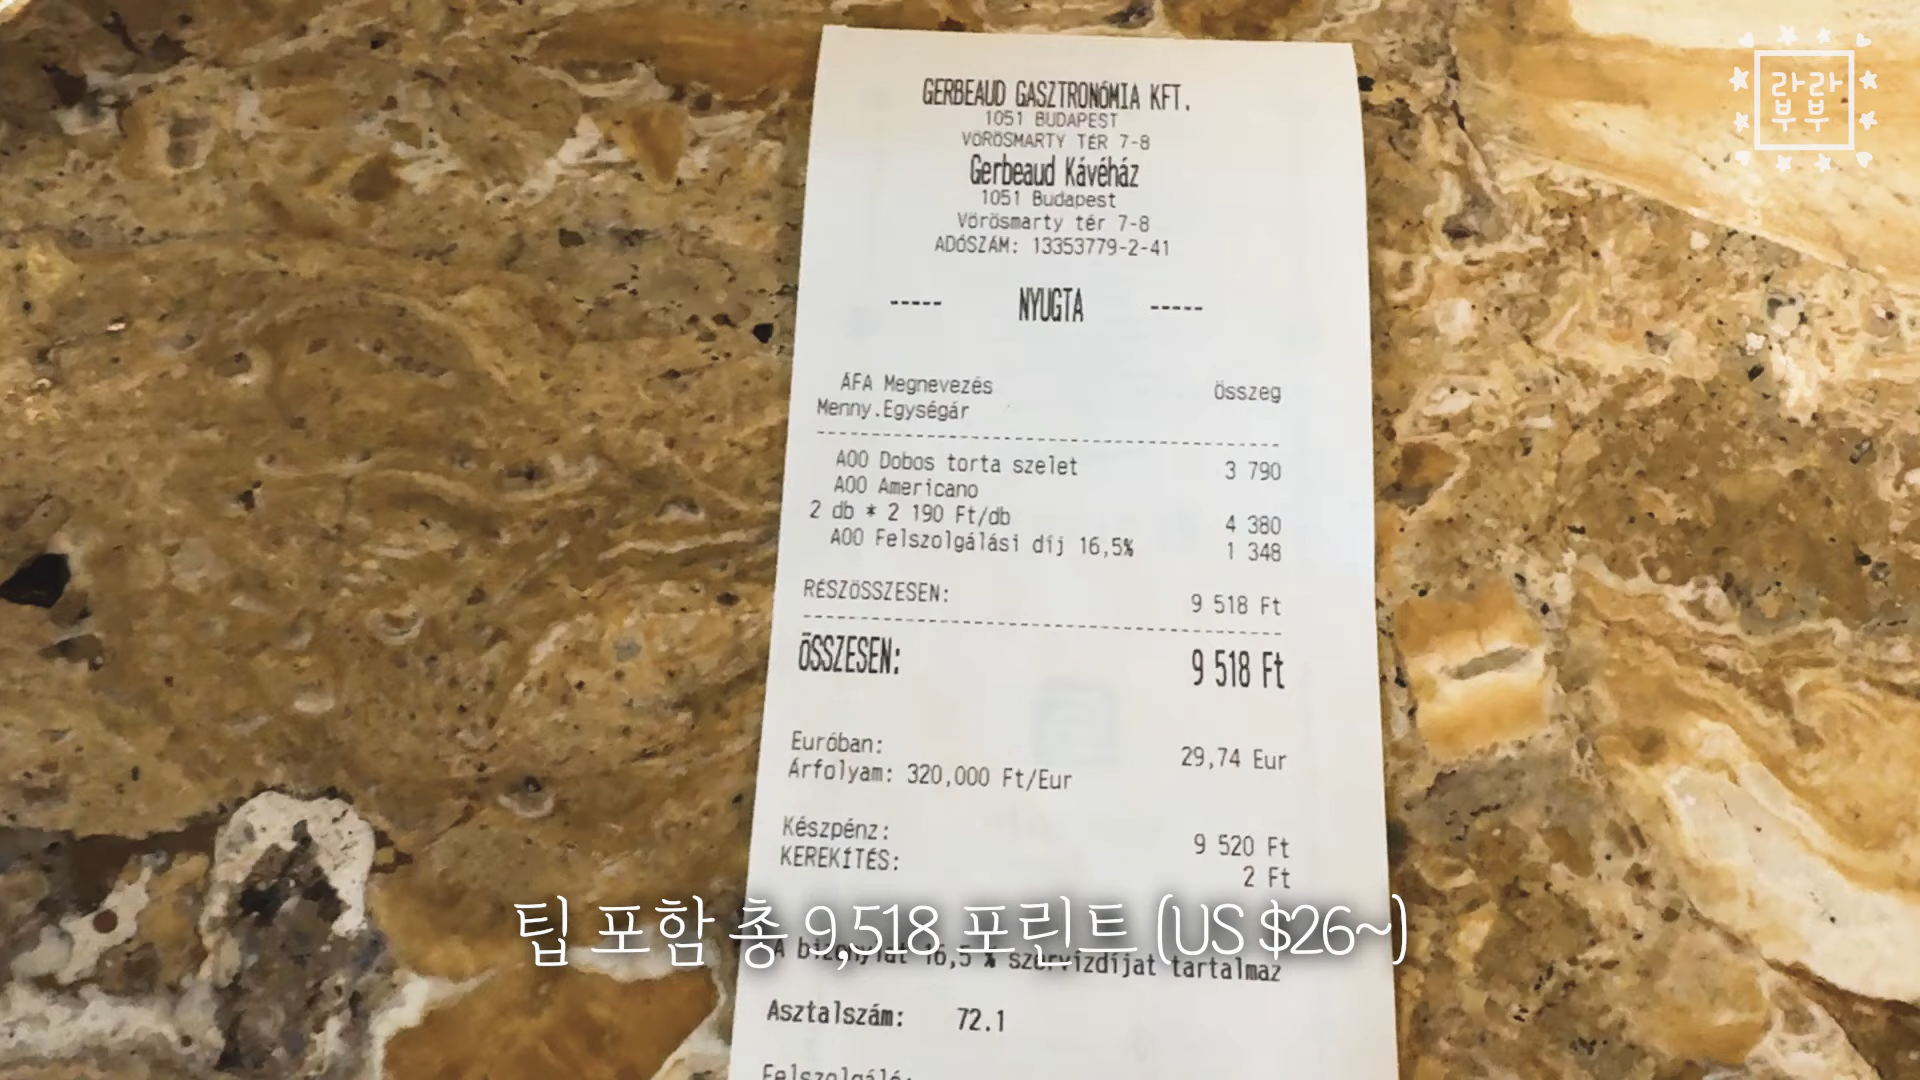 라라
부부
GERBEAUD GASZTRONÓMIA KFT.
1051 BUDAPEST
VÖRÖSMARTY TÉR 7-8
Gerbeaud Kávéház
1051 Budapest
Vörösmarty tér 7-8
ADÓSZÁM: 13353779-2-41
----- NYUGTA -----
ÁFA Megnevezés Összeg
Menny.Egységár
A00 Dobos torta szelet 3 790
A00 Americano
2 db * 2 190 Ft/db 4 380
A00 Felszolgálási díj 16,5% 1 348
RÉSZÖSSZESEN: 9 518 Ft
ÖSSZESEN: 9 518 Ft
Euróban: 29,74 Eur
Árfolyam: 320,000 Ft/Eur
Készpénz: 9 520 Ft
KEREKÍTÉS: 2 Ft
팁 포함 총 9,518 포린트 (US $26~)
A bizonylat 16,5 % szervizdíjat tartalmaz
Asztalszám: 72.1
Felszolgáló: